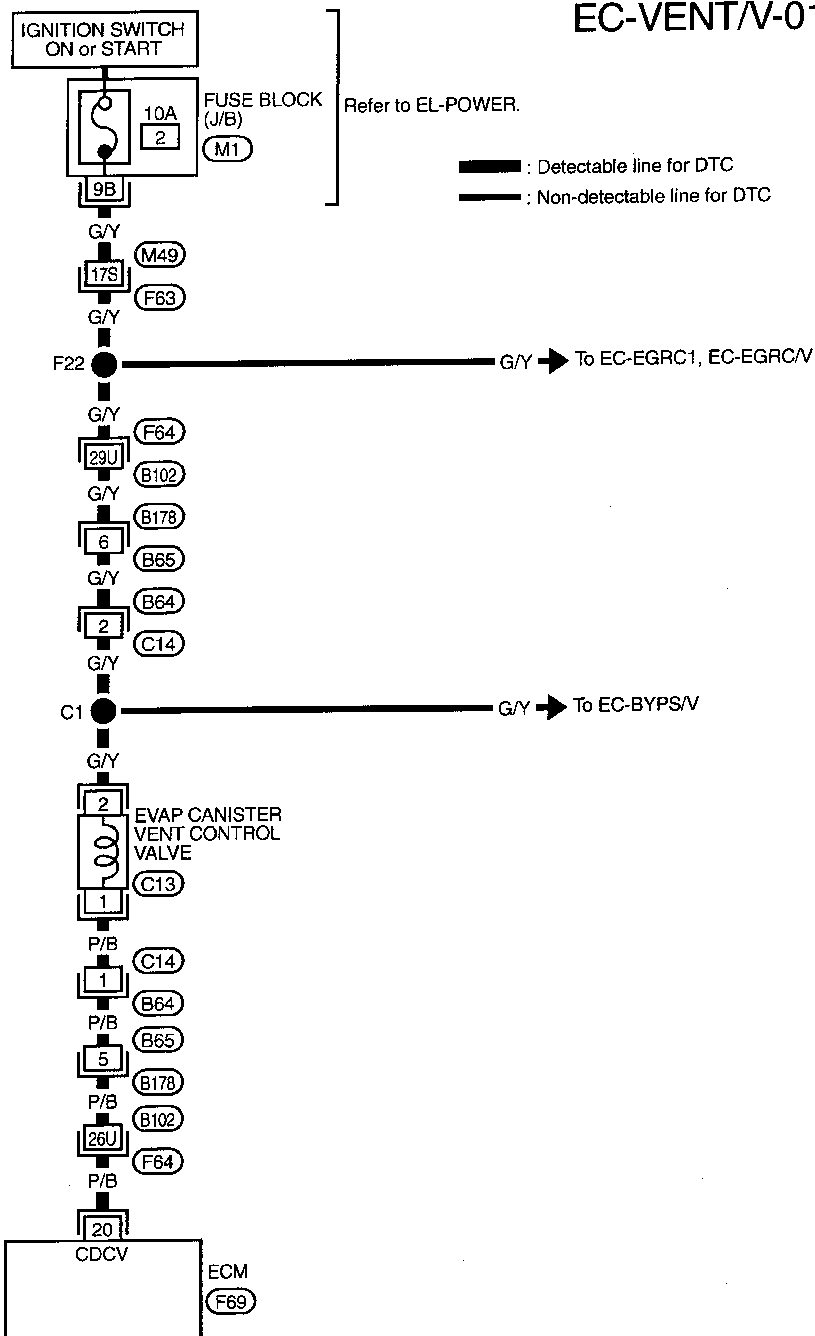 EC-VENT/V-01
IGNITION SWITCH
ON or START
10A
2
FUSE BLOCK
(J/B)
M1
Refer to EL-POWER.
: Detectable line for DTC
: Non-detectable line for DTC
9B
G/Y
M49
17S
F63
G/Y
F22
G/Y
To EC-EGRC1, EC-EGRC/V
G/Y
F64
29U
B102
G/Y
B178
6
B65
G/Y
B64
2
C14
G/Y
C1
G/Y
To EC-BYPS/V
G/Y
2
EVAP CANISTER
VENT CONTROL
VALVE
C13
1
P/B
C14
1
B64
P/B
B65
5
B178
P/B
B102
26U
F64
P/B
20
CDCV
ECM
F69